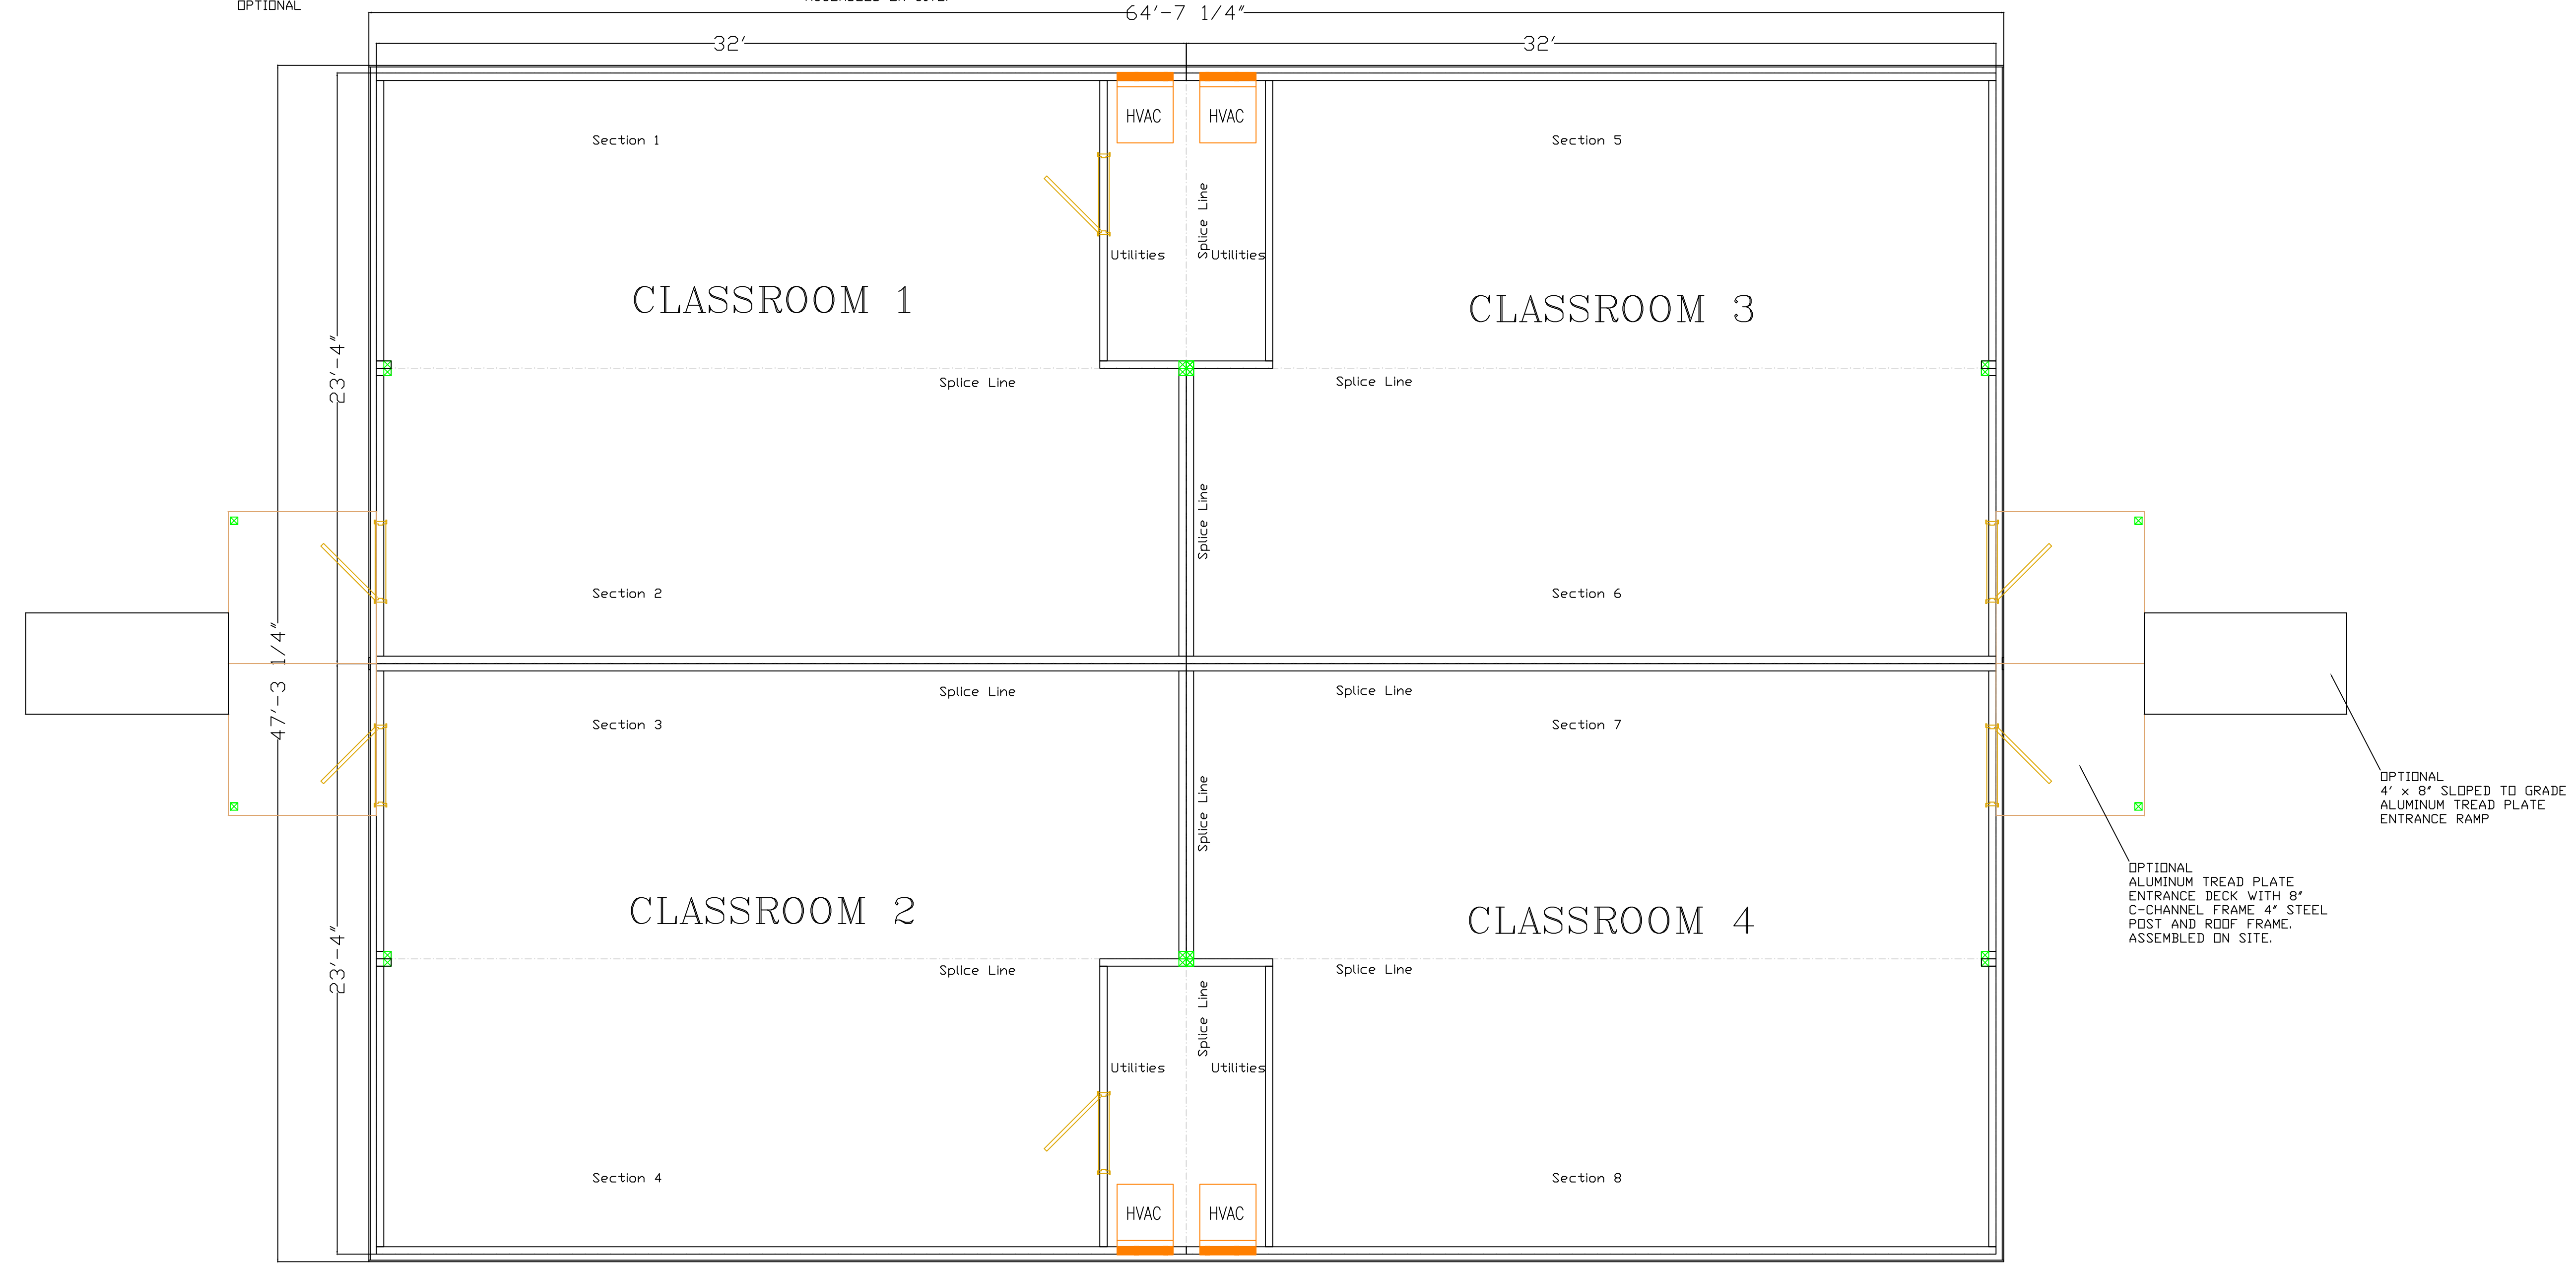 OPTIONAL
64'-7 1/4"
32'
32'
HVAC
HVAC
Section 1
Section 5
Splice Line
Utilities
Utilities
CLASSROOM 1
CLASSROOM 3
23'-4"
Splice Line
Splice Line
Splice Line
Section 2
Section 6
47'-3 1/4"
Splice Line
Splice Line
Section 3
Section 7
Splice Line
OPTIONAL
4' x 8" SLOPED TO GRADE
ALUMINUM TREAD PLATE
ENTRANCE RAMP
OPTIONAL
ALUMINUM TREAD PLATE
ENTRANCE DECK WITH 8"
C-CHANNEL FRAME 4" STEEL
POST AND ROOF FRAME.
ASSEMBLED ON SITE.
CLASSROOM 2
CLASSROOM 4
23'-4"
Splice Line
Splice Line
Splice Line
Utilities
Utilities
Section 4
Section 8
HVAC
HVAC